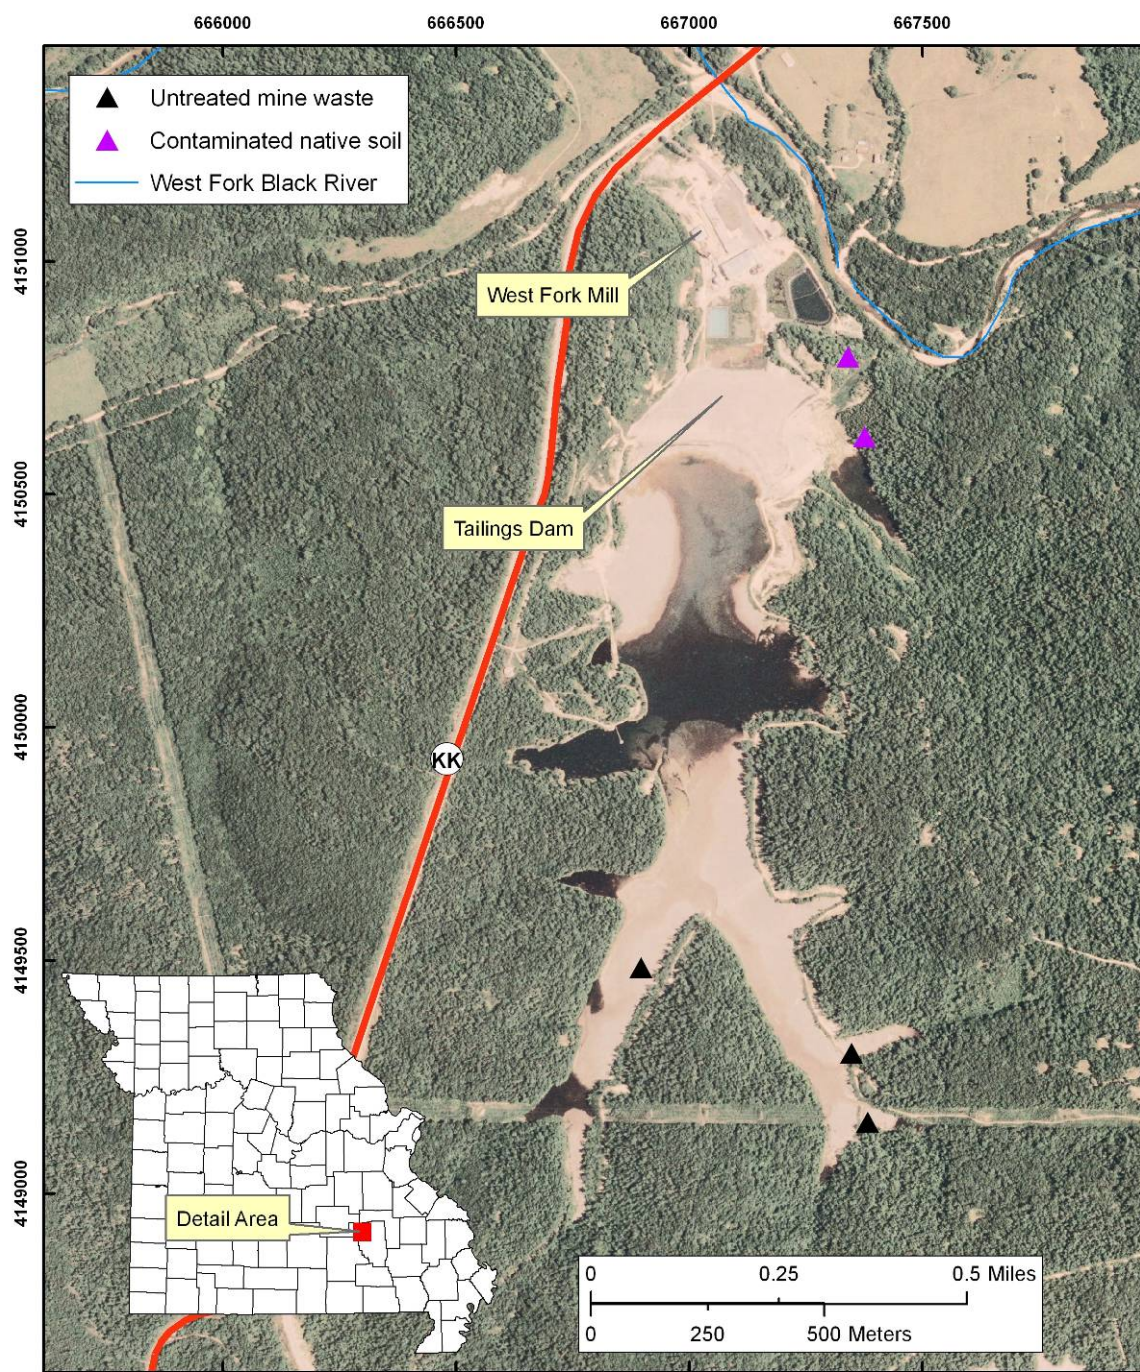 666000 666500 667000 667500
Untreated mine waste
Contaminated native soil
West Fork Black River
4151000
West Fork Mill
4150500
Tailings Dam
4150000
KK
4149500
4149000
Detail Area
0 0.25 0.5 Miles
0 250 500 Meters